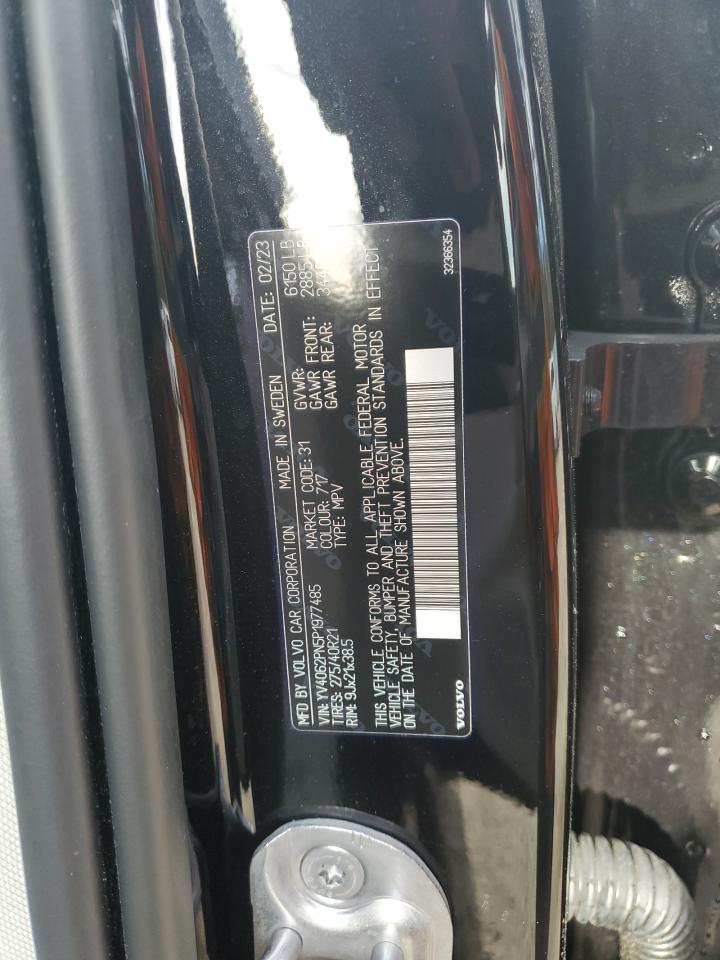 MFD BY VOLVO CAR CORPORATION MADE IN SWEDEN DATE: 02/23
VIN: YV4062PN5P1977485 MARKET CODE: 31 GVWR: 6150 LB
TIRES: 275/40R21 COLOUR: 717 GAWR FRONT: 2885 LB
RIM: 9Jx21x38.5 TYPE: MPV GAWR REAR:
THIS VEHICLE CONFORMS TO ALL APPLICABLE FEDERAL MOTOR
VEHICLE SAFETY, BUMPER AND THEFT PREVENTION STANDARDS IN EFFECT
ON THE DATE OF MANUFACTURE SHOWN ABOVE.
VOLVO 32366354